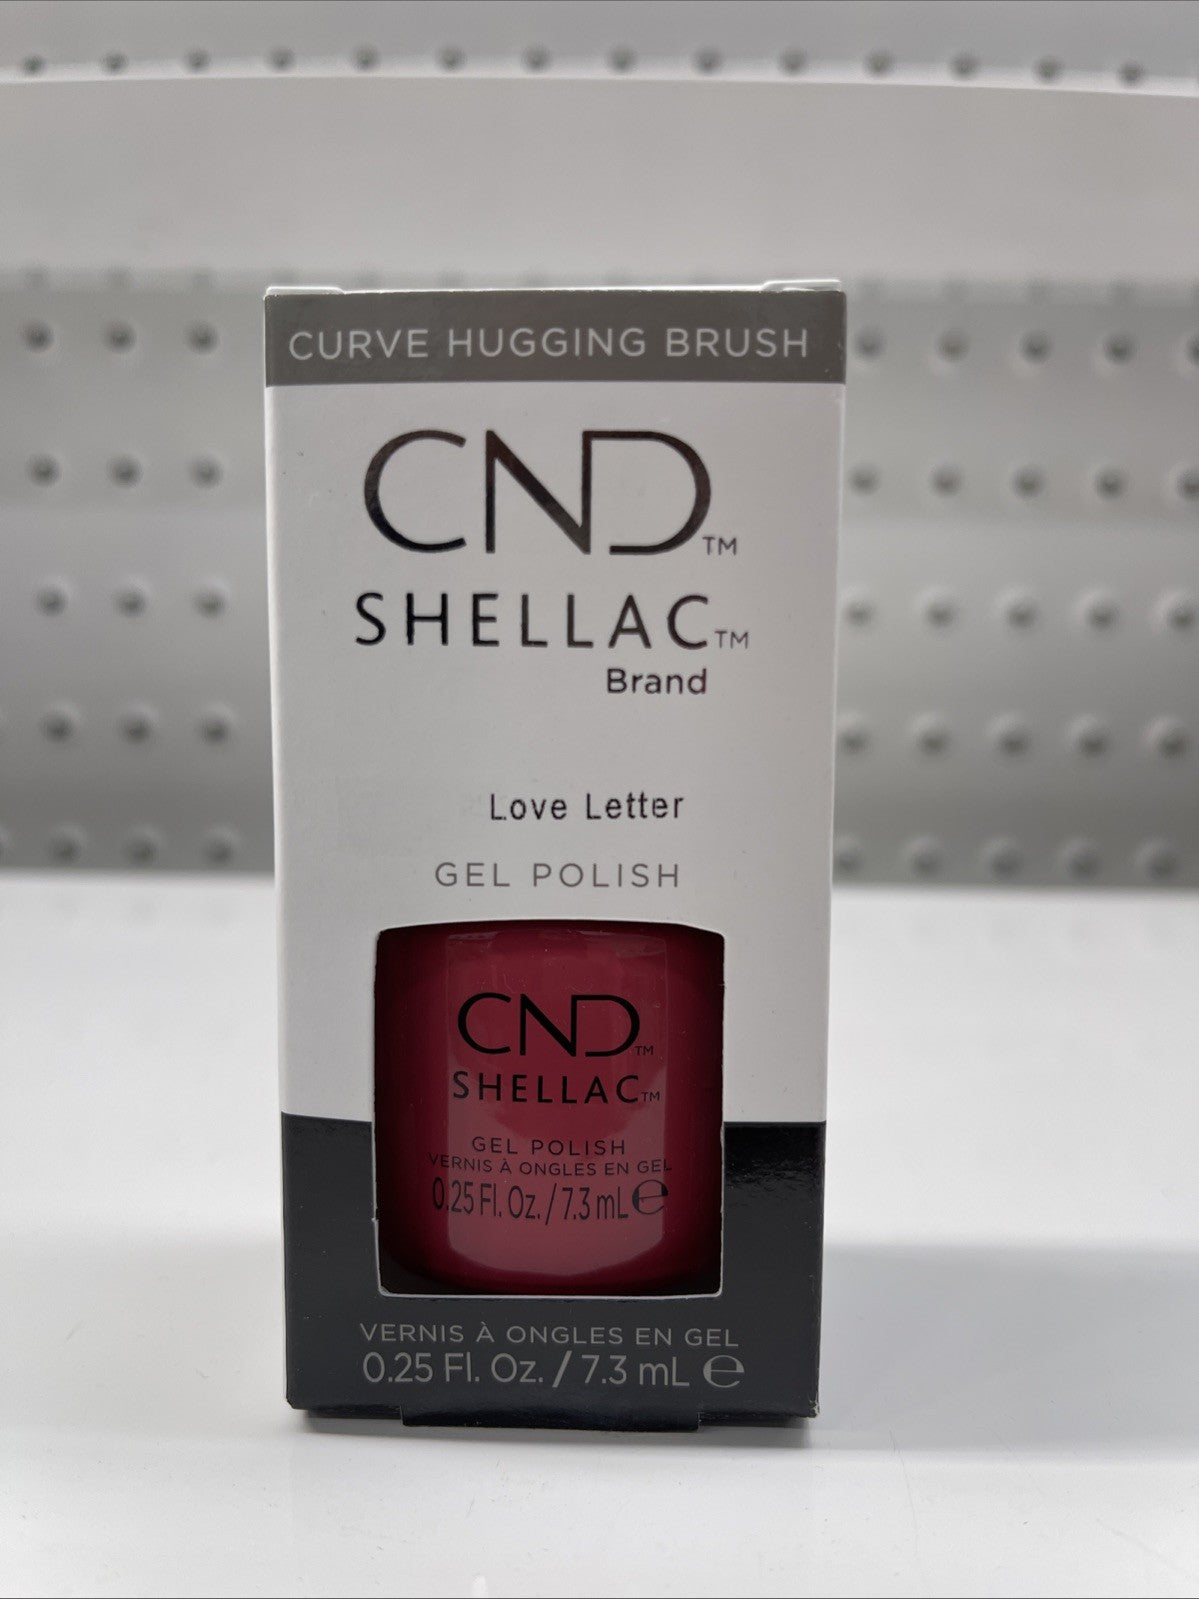 CURVE HUGGING BRUSH
CND™
SHELLAC™
Brand
Love Letter
GEL POLISH
CND™
SHELLAC™
GEL POLISH
VERNIS À ONGLES EN GEL
0.25 Fl. Oz. / 7.3 mL ℮
VERNIS À ONGLES EN GEL
0.25 Fl. Oz. / 7.3 mL ℮